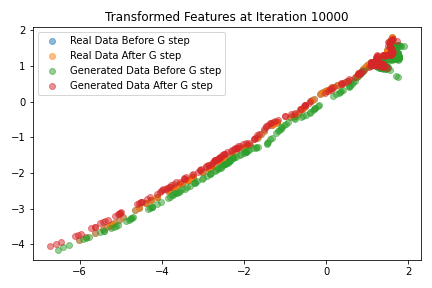 Transformed Features at Iteration 10000
Real Data Before G step
Real Data After G step
Generated Data Before G step
Generated Data After G step
2
1
0
−1
−2
−3
−4
−6
−4
−2
0
2